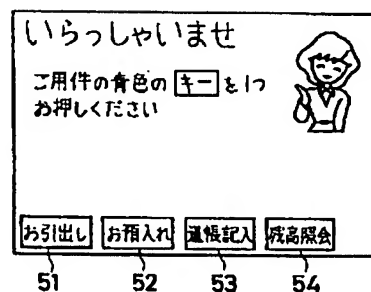 いらっしゃいませ
ご用件の青色の キー を1つ
お押しください
お引出し お預入れ 通帳記入 残高照会
51 52 53 54